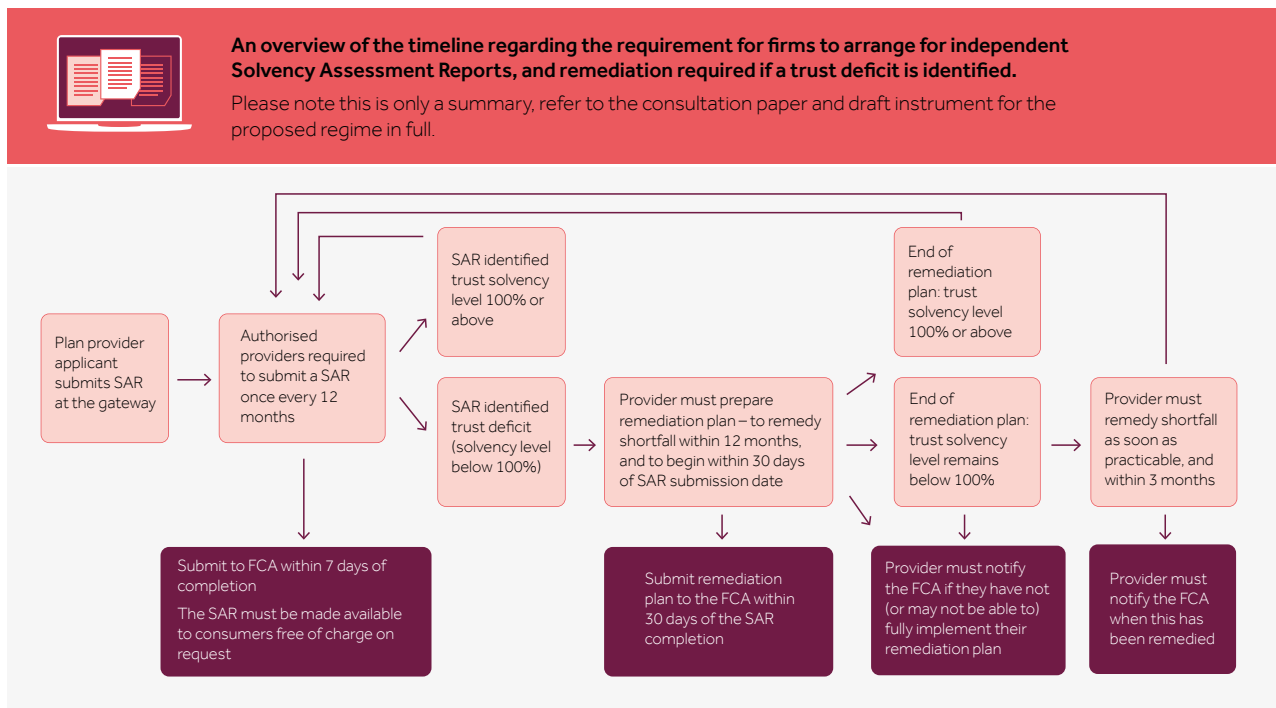 An overview of the timeline regarding the requirement for firms to arrange for independent
Solvency Assessment Reports, and remediation required if a trust deficit is identified.
Please note this is only a summary, refer to the consultation paper and draft instrument for the
proposed regime in full.
Plan provider
applicant
submits SAR
at the gateway
Authorised
providers required
to submit a SAR
once every 12
months
SAR identified
trust solvency
level 100% or
above
SAR identified
trust deficit
(solvency level
below 100%)
Provider must prepare
remediation plan – to remedy
shortfall within 12 months,
and to begin within 30 days
of SAR submission date
End of
remediation
plan: trust
solvency level
100% or above
End of
remediation plan:
trust solvency
level remains
below 100%
Provider must
remedy shortfall
as soon as
practicable, and
within 3 months
Submit to FCA within 7 days of
completion
The SAR must be made available
to consumers free of charge on
request
Submit remediation
plan to the FCA within
30 days of the SAR
completion
Provider must notify
the FCA if they have not
(or may not be able to)
fully implement their
remediation plan
Provider must
notify the FCA
when this has
been remedied